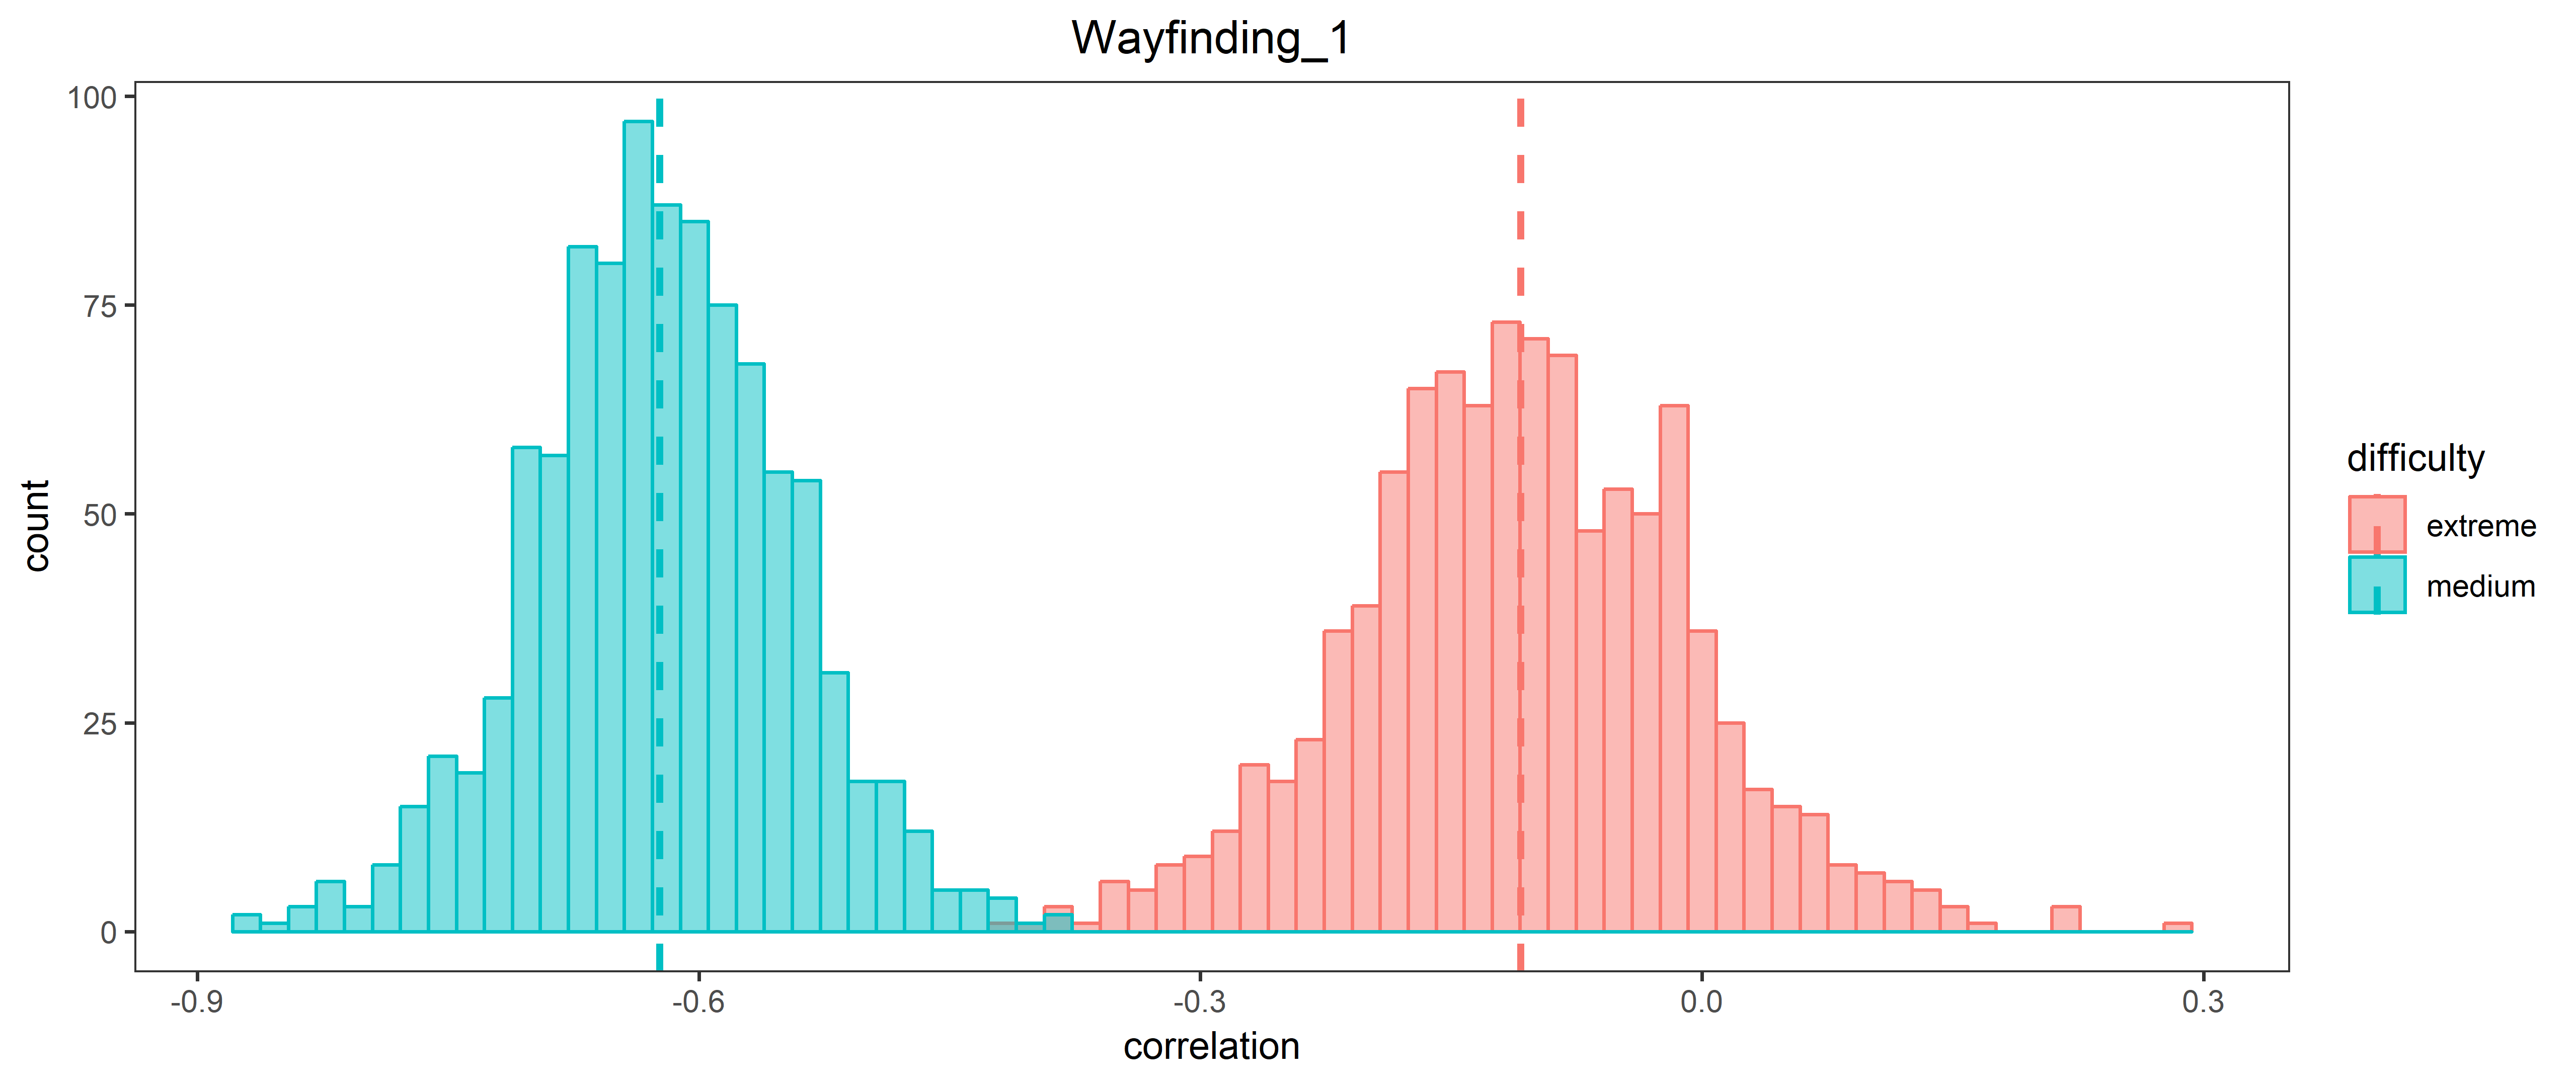 Wayfinding_1
100
75
50
25
0
count
-0.9
-0.6
-0.3
0.0
0.3
correlation
difficulty
extreme
medium